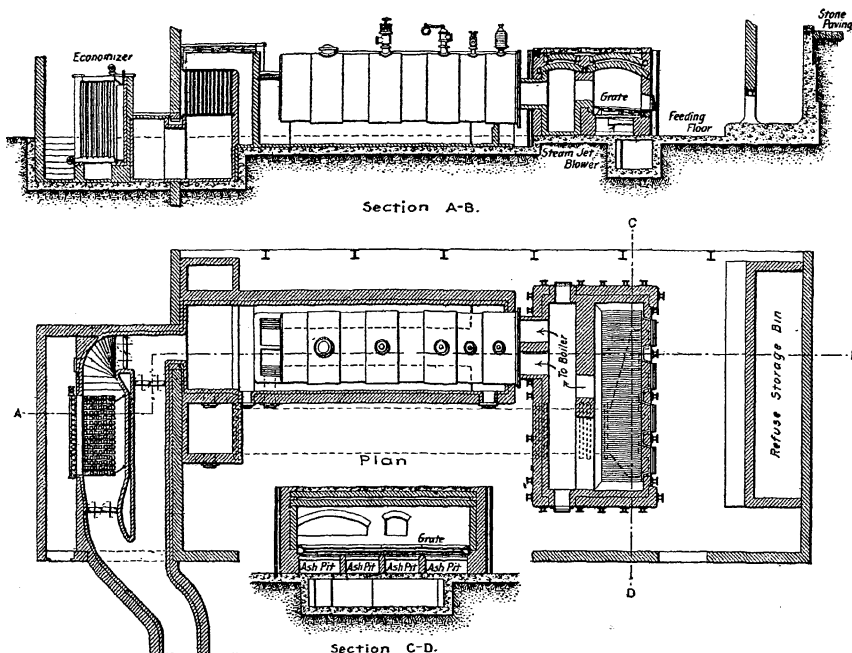 Stone
Paving
Economizer
Grate
Feeding
Floor
Steam Jet
Blower
Section A-B.
C
To Boiler
Refuse Storage Bin
A
Plan
Grate
Ash Pit
Ash Pit
Ash Pit
Ash Pit
D
Section C-D.